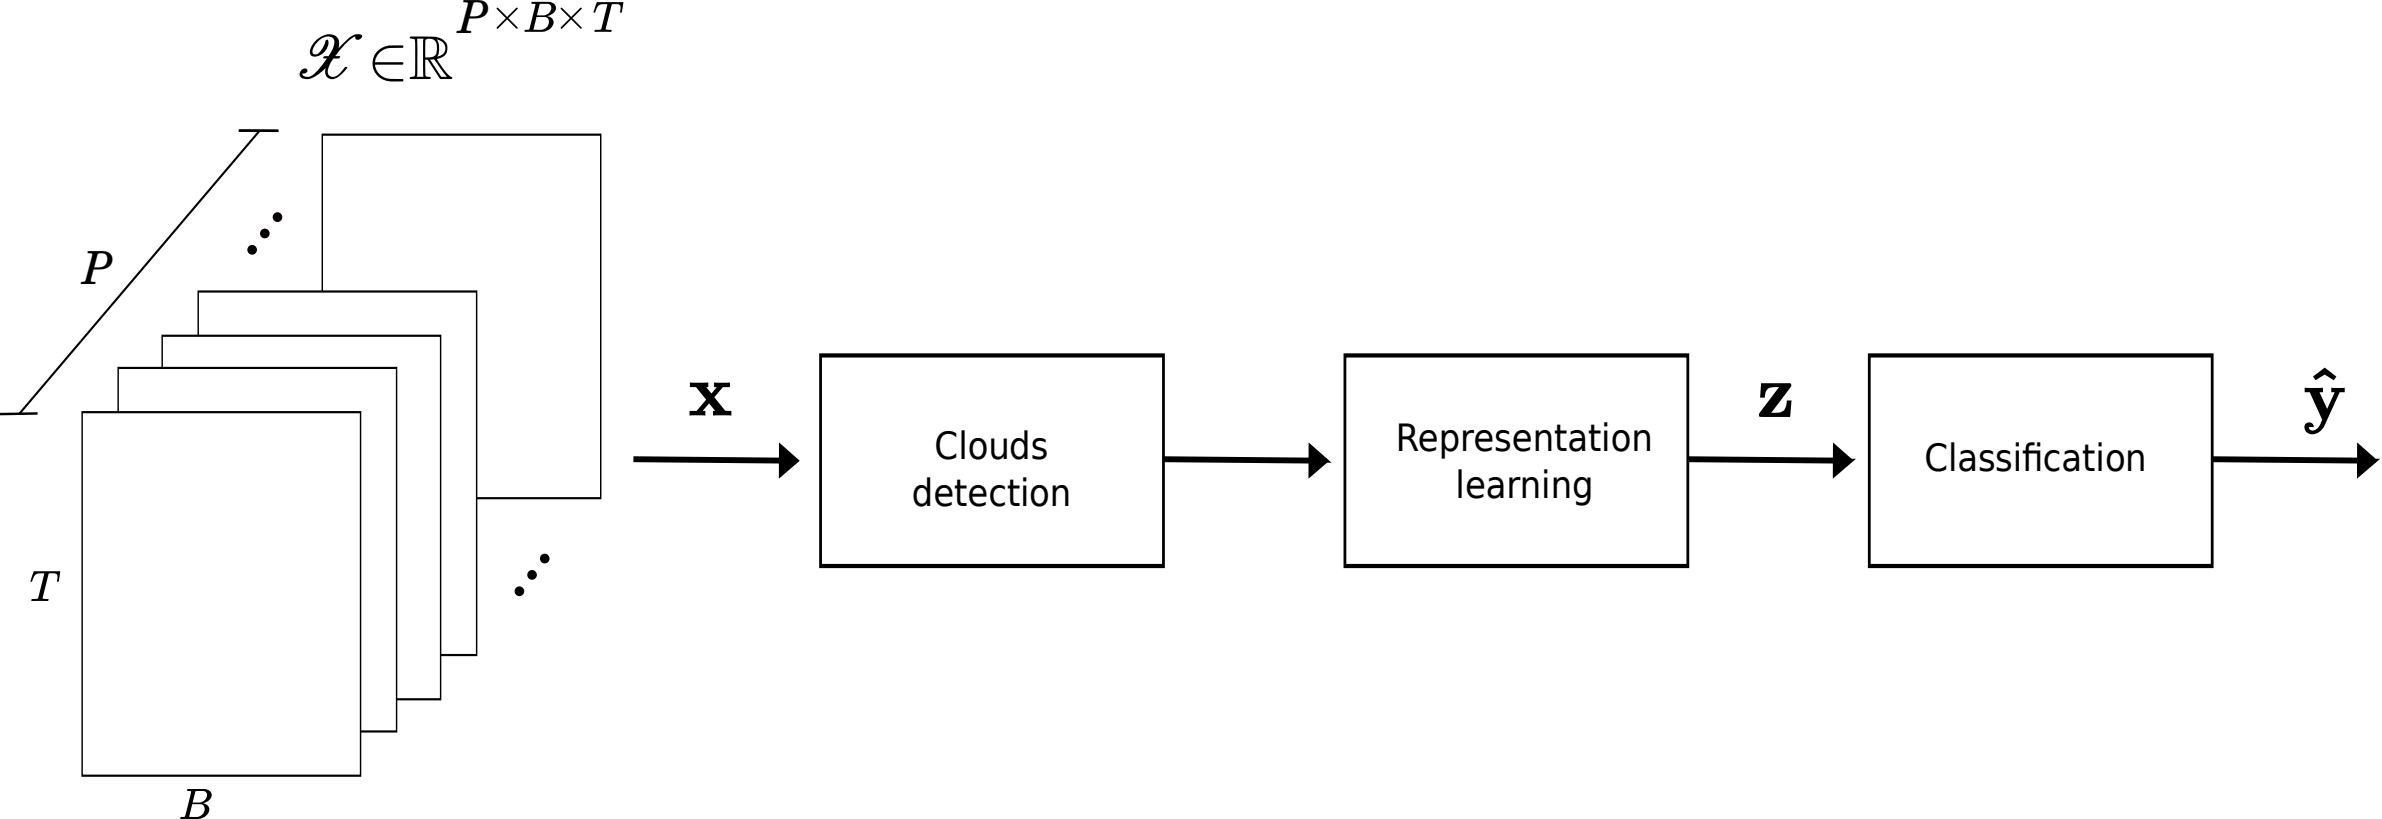 𝒳 ∈ℝ^{P×B×T}
P
T
B
x
Clouds
detection
Representation
learning
z
Classification
ŷ